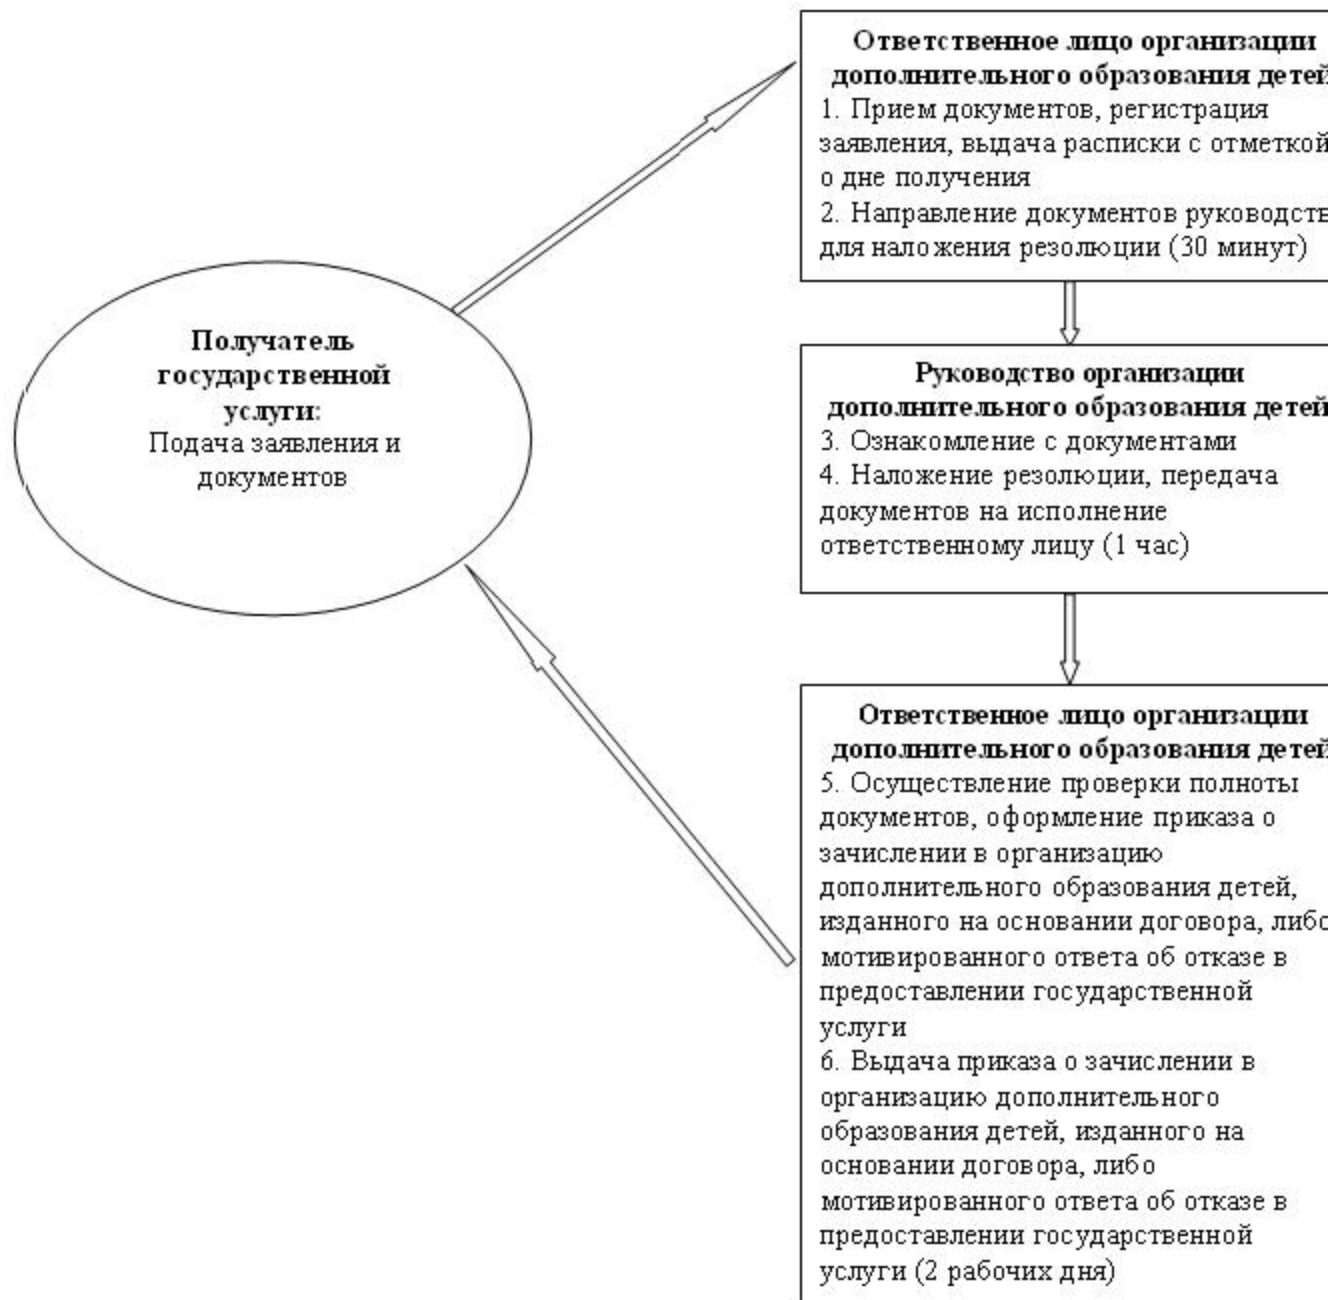 Получатель
государственной
услуги:
Подача заявления и
документов
Ответственное лицо организации
дополнительного образования детей
1. Прием документов, регистрация
заявления, выдача расписки с отметкой
о дне получения
2. Направление документов руководств
для наложения резолюции (30 минут)
Руководство организации
дополнительного образования детей
3. Ознакомление с документами
4. Наложение резолюции, передача
документов на исполнение
ответственному лицу (1 час)
Ответственное лицо организации
дополнительного образования детей
5. Осуществление проверки полноты
документов, оформление приказа о
зачислении в организацию
дополнительного образования детей,
изданного на основании договора, либо
мотивированного ответа об отказе в
предоставлении государственной
услуги
6. Выдача приказа о зачислении в
организацию дополнительного
образования детей, изданного на
основании договора, либо
мотивированного ответа об отказе в
предоставлении государственной
услуги (2 рабочих дня)